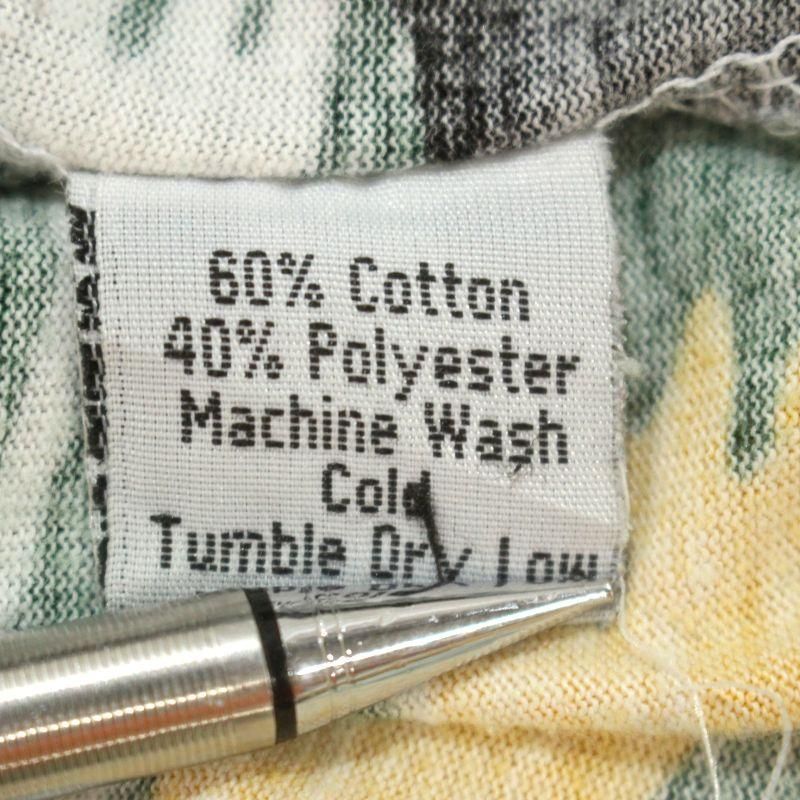 60% Cotton
40% Polyester
Machine Wash
Cold
Tumble Dry Low